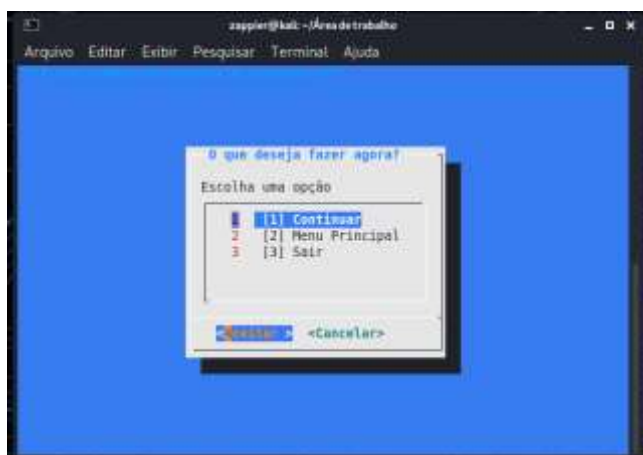 zappier@kali: ~/Área de trabalho
Arquivo Editar Exibir Pesquisar Terminal Ajuda
O que deseja fazer agora?
Escolha uma opção
1 [1] Continuar
2 [2] Menu Principal
3 [3] Sair
<Cancelar>